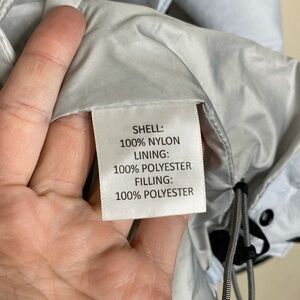 SHELL:
100% NYLON
LINING:
100% POLYESTER
FILLING:
100% POLYESTER